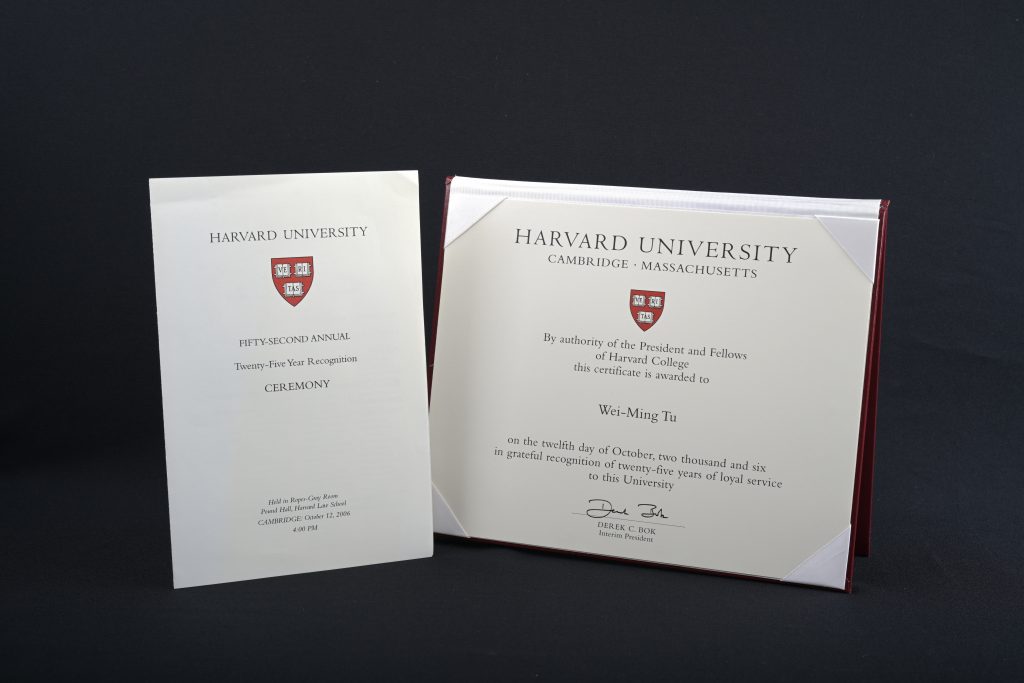 HARVARD UNIVERSITY
VE RI
TAS
FIFTY-SECOND ANNUAL
Twenty-Five Year Recognition
CEREMONY
Held in Roper-Gray Room
Pound Hall, Harvard Law School
CAMBRIDGE: October 12, 2006
4:00 PM
HARVARD UNIVERSITY
CAMBRIDGE · MASSACHUSETTS
VE RI
TAS
By authority of the President and Fellows
of Harvard College
this certificate is awarded to
Wei-Ming Tu
on the twelfth day of October, two thousand and six
in grateful recognition of twenty-five years of loyal service
to this University
Derek Bok
DEREK C. BOK
Interim President